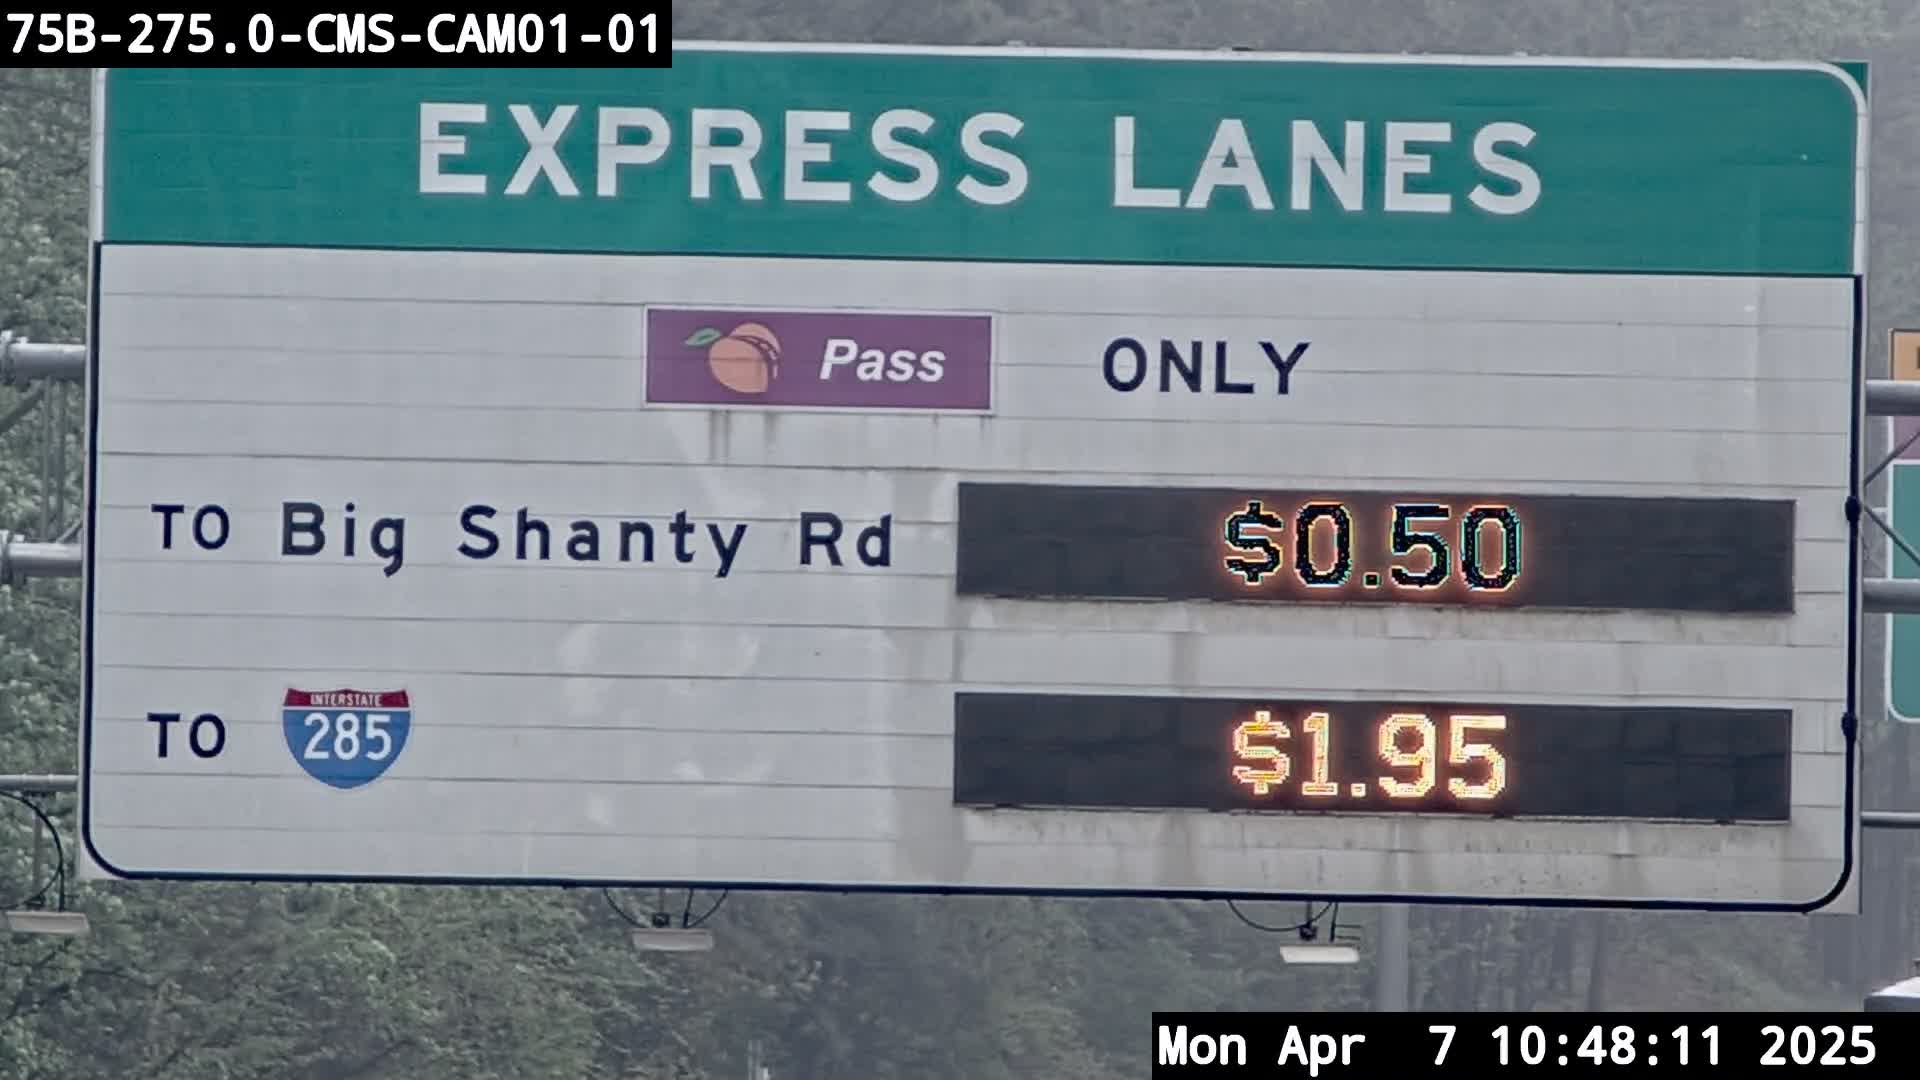 75B-275.0-CMS-CAM01-01
EXPRESS LANES
Pass ONLY
TO Big Shanty Rd $0.50
INTERSTATE
TO 285 $1.95
Mon Apr 7 10:48:11 2025